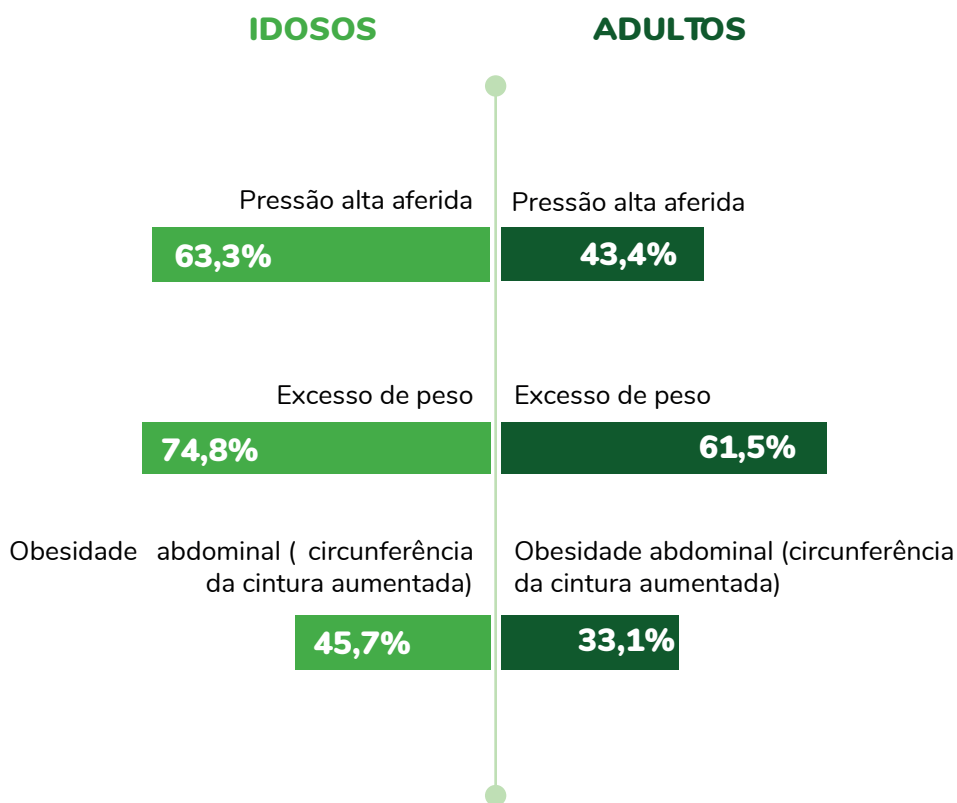 IDOSOS
ADULTOS
Pressão alta aferida
63,3%
Pressão alta aferida
43,4%
Excesso de peso
74,8%
Excesso de peso
61,5%
Obesidade abdominal ( circunferência
da cintura aumentada)
45,7%
Obesidade abdominal (circunferência
da cintura aumentada)
33,1%